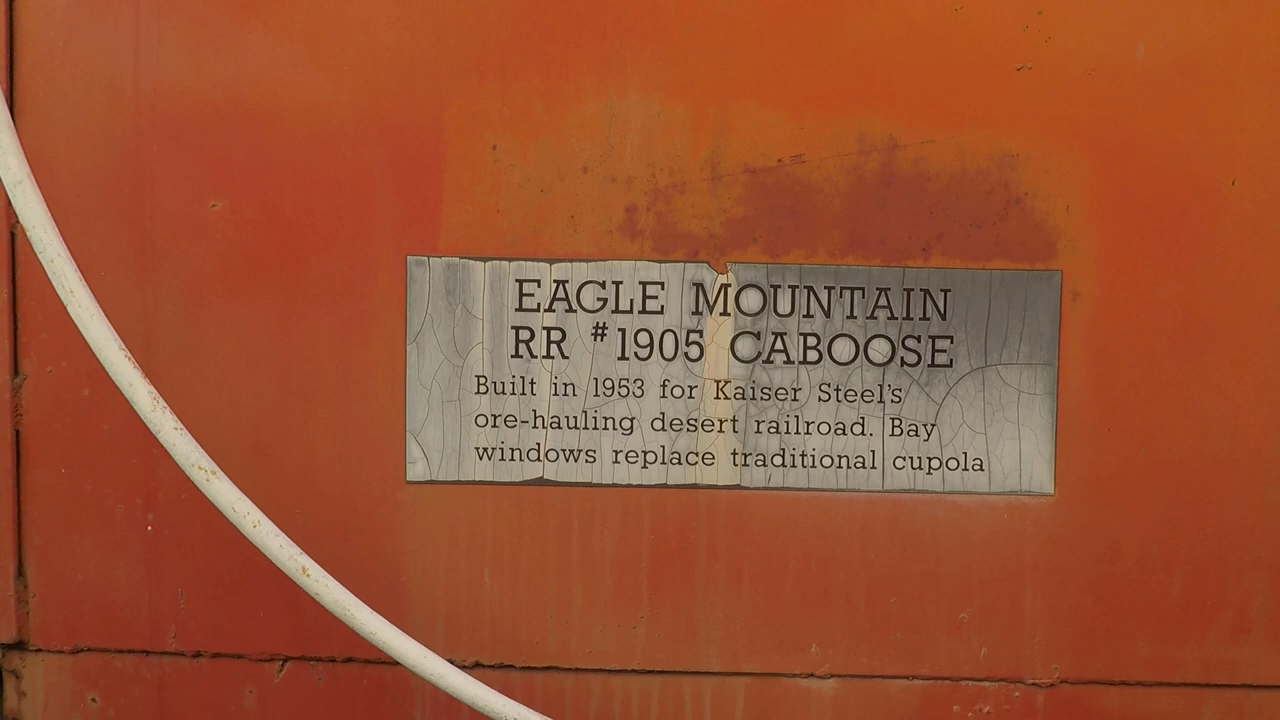 EAGLE MOUNTAIN
RR #1905 CABOOSE
Built in 1953 for Kaiser Steel's
ore-hauling desert railroad. Bay
windows replace traditional cupola